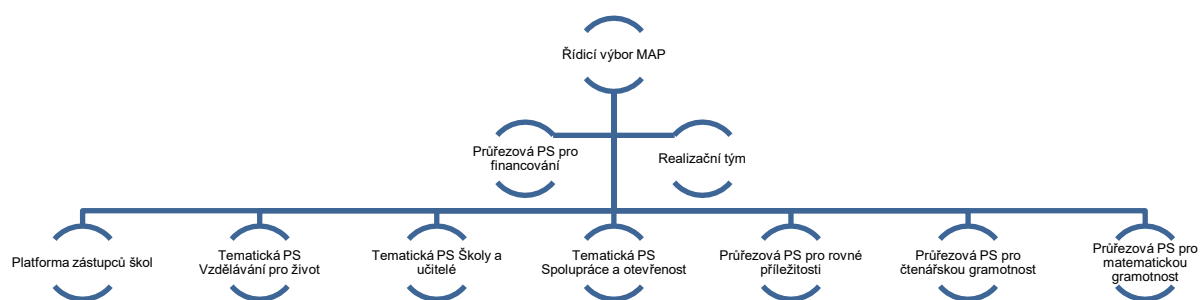 Řídicí výbor MAP
Průřezová PS pro
financování
Realizační tým
Platforma zástupců škol
Tematická PS
Vzdělávání pro život
Tematická PS Školy a
učitelé
Tematická PS
Spolupráce a otevřenost
Průřezová PS pro rovné
příležitosti
Průřezová PS pro
čtenářskou gramotnost
Průřezová PS pro
matematickou
gramotnost